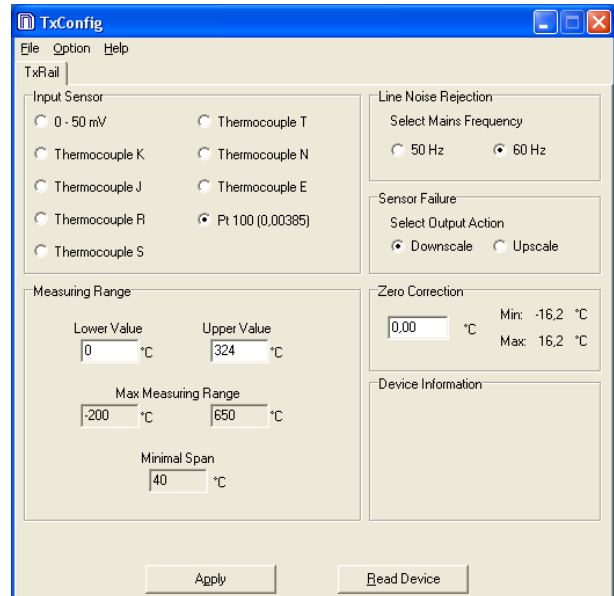 TxConfig
File Option Help
TxRail
Input Sensor
0 - 50 mV
Thermocouple T
Thermocouple K
Thermocouple N
Thermocouple J
Thermocouple E
Thermocouple R
Pt 100 (0,00385)
Thermocouple S
Line Noise Rejection
Select Mains Frequency
50 Hz 60 Hz
Sensor Failure
Select Output Action
Downscale Upscale
Measuring Range
Lower Value Upper Value
0 °C 324 °C
Max Measuring Range
-200 °C 650 °C
Minimal Span
40 °C
Zero Correction
0,00 °C
Min: -16,2 °C
Max: 16,2 °C
Device Information
Apply Read Device